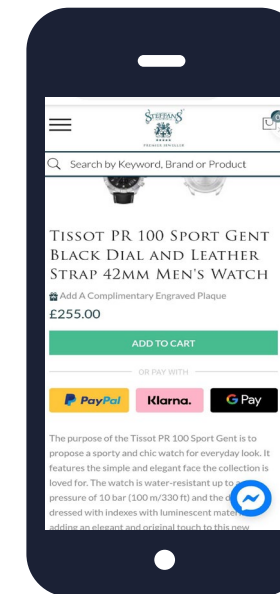 STEFFANS
PREMIER JEWELLER
Search by Keyword, Brand or Product
TISSOT PR 100 SPORT GENT
BLACK DIAL AND LEATHER
STRAP 42MM MEN'S WATCH
Add A Complimentary Engraved Plaque
£255.00
ADD TO CART
OR PAY WITH
PayPal
Klarna.
G Pay
The purpose of the Tissot PR 100 Sport Gent is to
propose a sporty and chic watch for everyday look. It
features the simple and elegant face the collection is
loved for. The watch is water-resistant up to a
pressure of 10 bar (100 m/330 ft) and the
dressed with indexes with luminescent
adding an elegant and original touch to this new